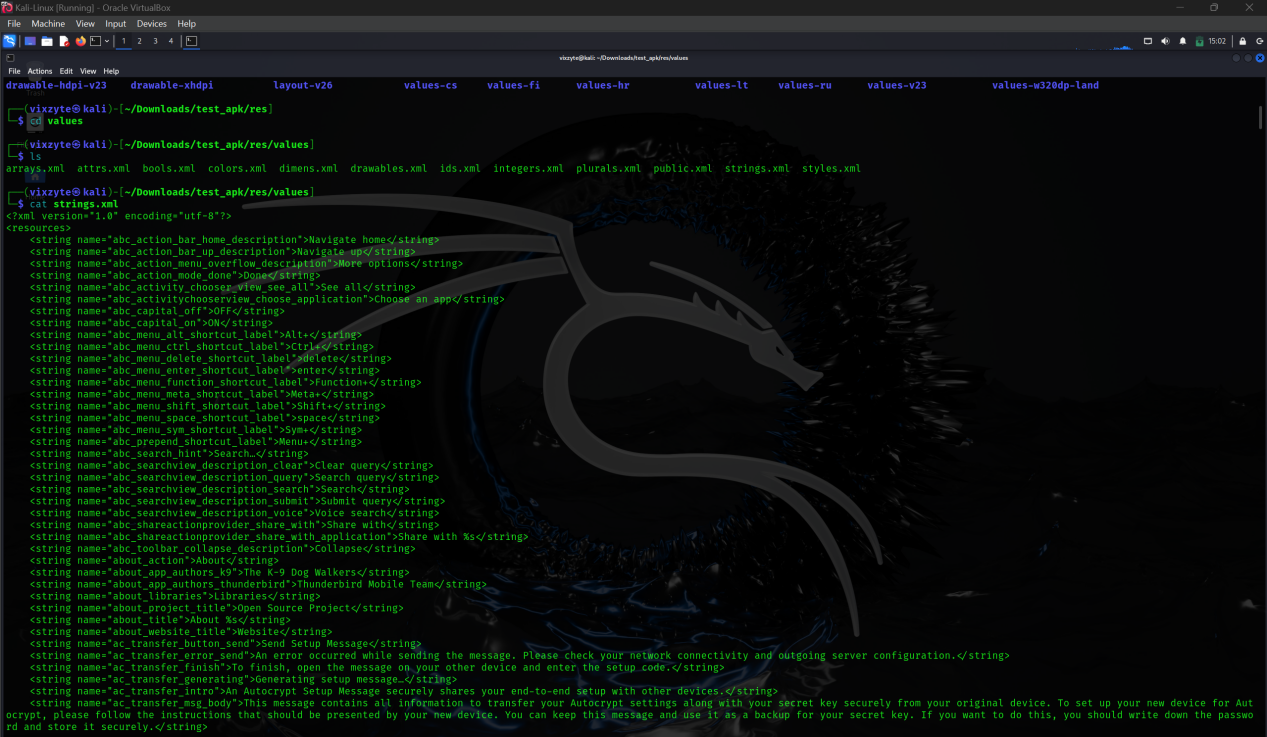 Kali-Linux [Running] - Oracle VirtualBox
File Machine View Input Devices Help
1 2 3 4 15:02
vixzyte@kali: ~/Downloads/test_apk/res/values
File Actions Edit View Help
drawable-hdpi-v23 drawable-xhdpi layout-v26 values-cs values-fi values-hr values-lt values-ru values-v23 values-w320dp-land
┌──(vixzyte㉿kali)-[~/Downloads/test_apk/res]
└─$ cd values
┌──(vixzyte㉿kali)-[~/Downloads/test_apk/res/values]
└─$ ls
arrays.xml attrs.xml bools.xml colors.xml dimens.xml drawables.xml ids.xml integers.xml plurals.xml public.xml strings.xml styles.xml
┌──(vixzyte㉿kali)-[~/Downloads/test_apk/res/values]
└─$ cat strings.xml
<?xml version="1.0" encoding="utf-8"?>
<resources>
<string name="abc_action_bar_home_description">Navigate home</string>
<string name="abc_action_bar_up_description">Navigate up</string>
<string name="abc_action_menu_overflow_description">More options</string>
<string name="abc_action_mode_done">Done</string>
<string name="abc_activity_chooser_view_see_all">See all</string>
<string name="abc_activitychooserview_choose_application">Choose an app</string>
<string name="abc_capital_off">OFF</string>
<string name="abc_capital_on">ON</string>
<string name="abc_menu_alt_shortcut_label">Alt+</string>
<string name="abc_menu_ctrl_shortcut_label">Ctrl+</string>
<string name="abc_menu_delete_shortcut_label">delete</string>
<string name="abc_menu_enter_shortcut_label">enter</string>
<string name="abc_menu_function_shortcut_label">Function+</string>
<string name="abc_menu_meta_shortcut_label">Meta+</string>
<string name="abc_menu_shift_shortcut_label">Shift+</string>
<string name="abc_menu_space_shortcut_label">space</string>
<string name="abc_menu_sym_shortcut_label">Sym+</string>
<string name="abc_prepend_shortcut_label">Menu+</string>
<string name="abc_search_hint">Search…</string>
<string name="abc_searchview_description_clear">Clear query</string>
<string name="abc_searchview_description_query">Search query</string>
<string name="abc_searchview_description_search">Search</string>
<string name="abc_searchview_description_submit">Submit query</string>
<string name="abc_searchview_description_voice">Voice search</string>
<string name="abc_shareactionprovider_share_with">Share with</string>
<string name="abc_shareactionprovider_share_with_application">Share with %s</string>
<string name="abc_toolbar_collapse_description">Collapse</string>
<string name="about_action">About</string>
<string name="about_app_authors_k9">The K-9 Dog Walkers</string>
<string name="about_app_authors_thunderbird">Thunderbird Mobile Team</string>
<string name="about_libraries">Libraries</string>
<string name="about_project_title">Open Source Project</string>
<string name="about_title">About %s</string>
<string name="about_website_title">Website</string>
<string name="ac_transfer_button_send">Send Setup Message</string>
<string name="ac_transfer_error_send">An error occurred while sending the message. Please check your network connectivity and outgoing server configuration.</string>
<string name="ac_transfer_finish">To finish, open the message on your other device and enter the setup code.</string>
<string name="ac_transfer_generating">Generating setup message…</string>
<string name="ac_transfer_intro">An Autocrypt Setup Message securely shares your end-to-end setup with other devices.</string>
<string name="ac_transfer_msg_body">This message contains all information to transfer your Autocrypt settings along with your secret key securely from your original device. To set up your new device for Aut
ocrypt, please follow the instructions that should be presented by your new device. You can keep this message and use it as a backup for your secret key. If you want to do this, you should write down the passwo
rd and store it securely.</string>